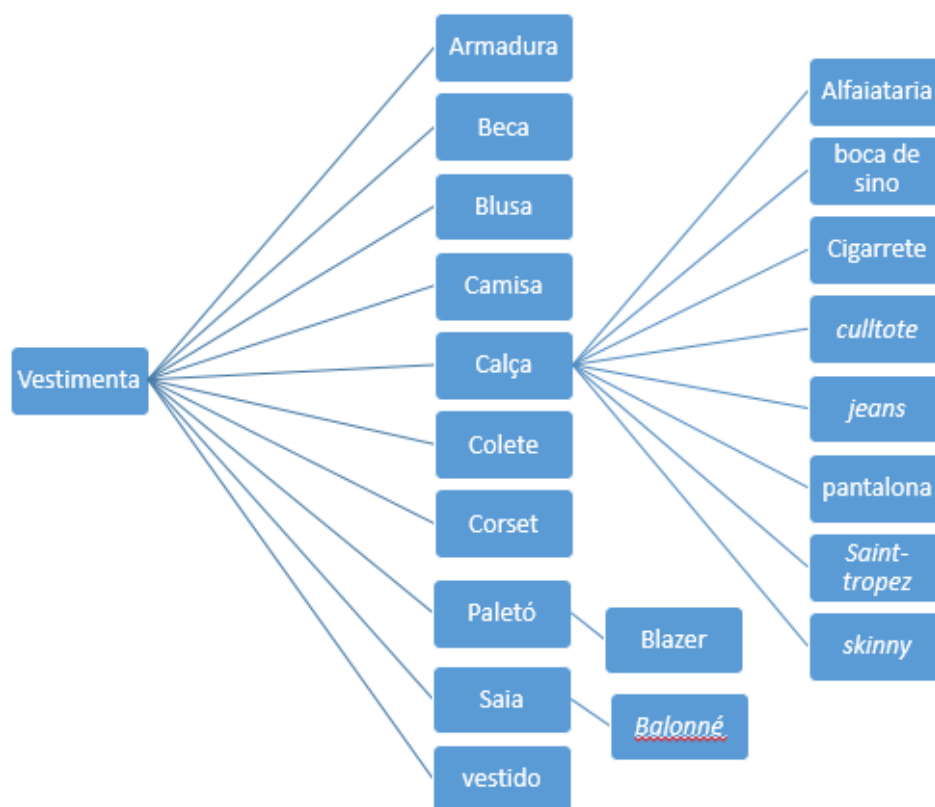 Vestimenta
Armadura
Beca
Blusa
Camisa
Calça
Colete
Corset
Paletó
Saia
vestido
Alfaiataria
boca de
sino
Cigarrete
culltote
jeans
pantalona
Saint-
tropez
skinny
Blazer
Balonné